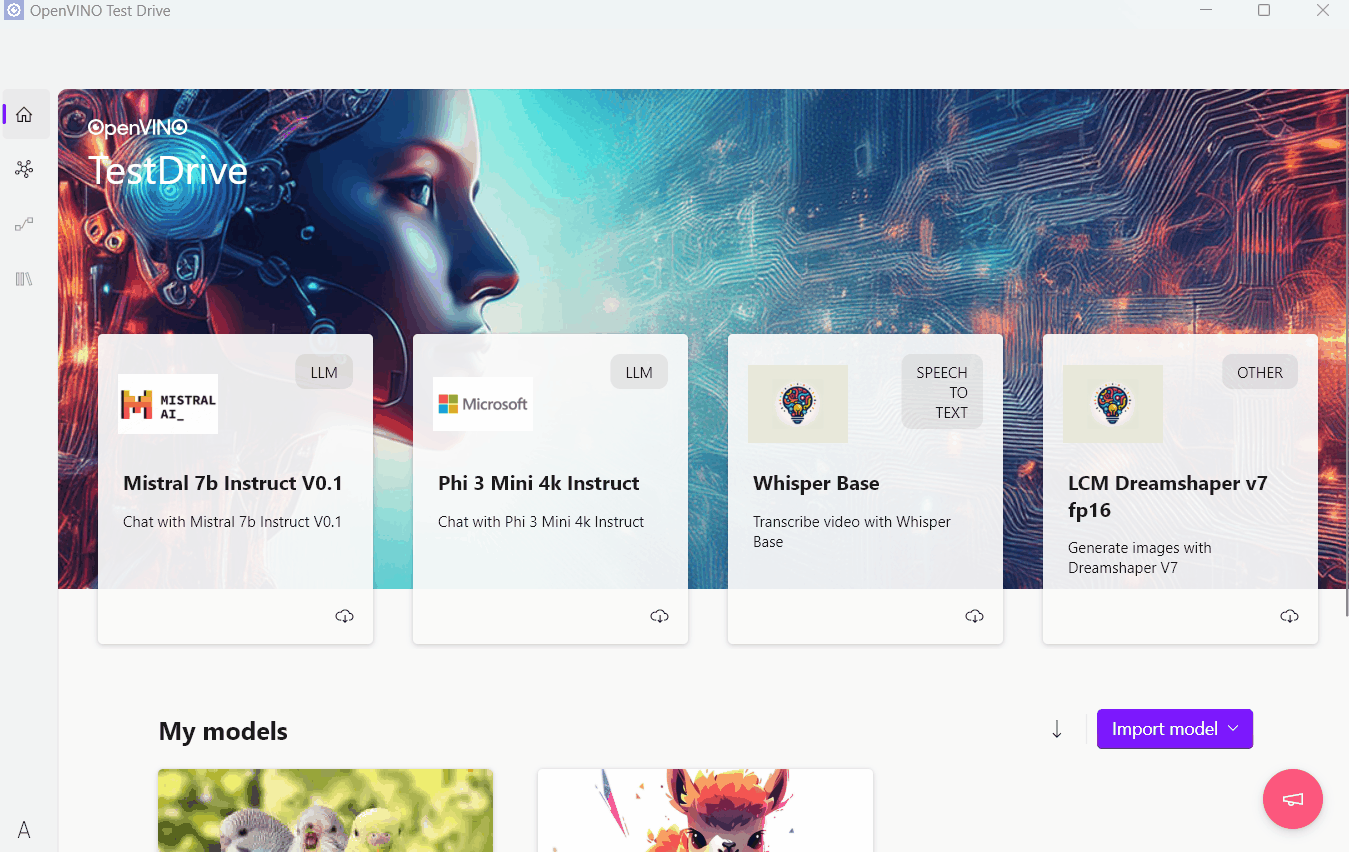 OpenVINO Test Drive
OpenVINO
TestDrive
LLM
MISTRAL
AI_
Mistral 7b Instruct V0.1
Chat with Mistral 7b Instruct V0.1
LLM
Microsoft
Phi 3 Mini 4k Instruct
Chat with Phi 3 Mini 4k Instruct
SPEECH
TO
TEXT
Whisper Base
Transcribe video with Whisper
Base
OTHER
LCM Dreamshaper v7
fp16
Generate images with
Dreamshaper V7
My models
Import model
A